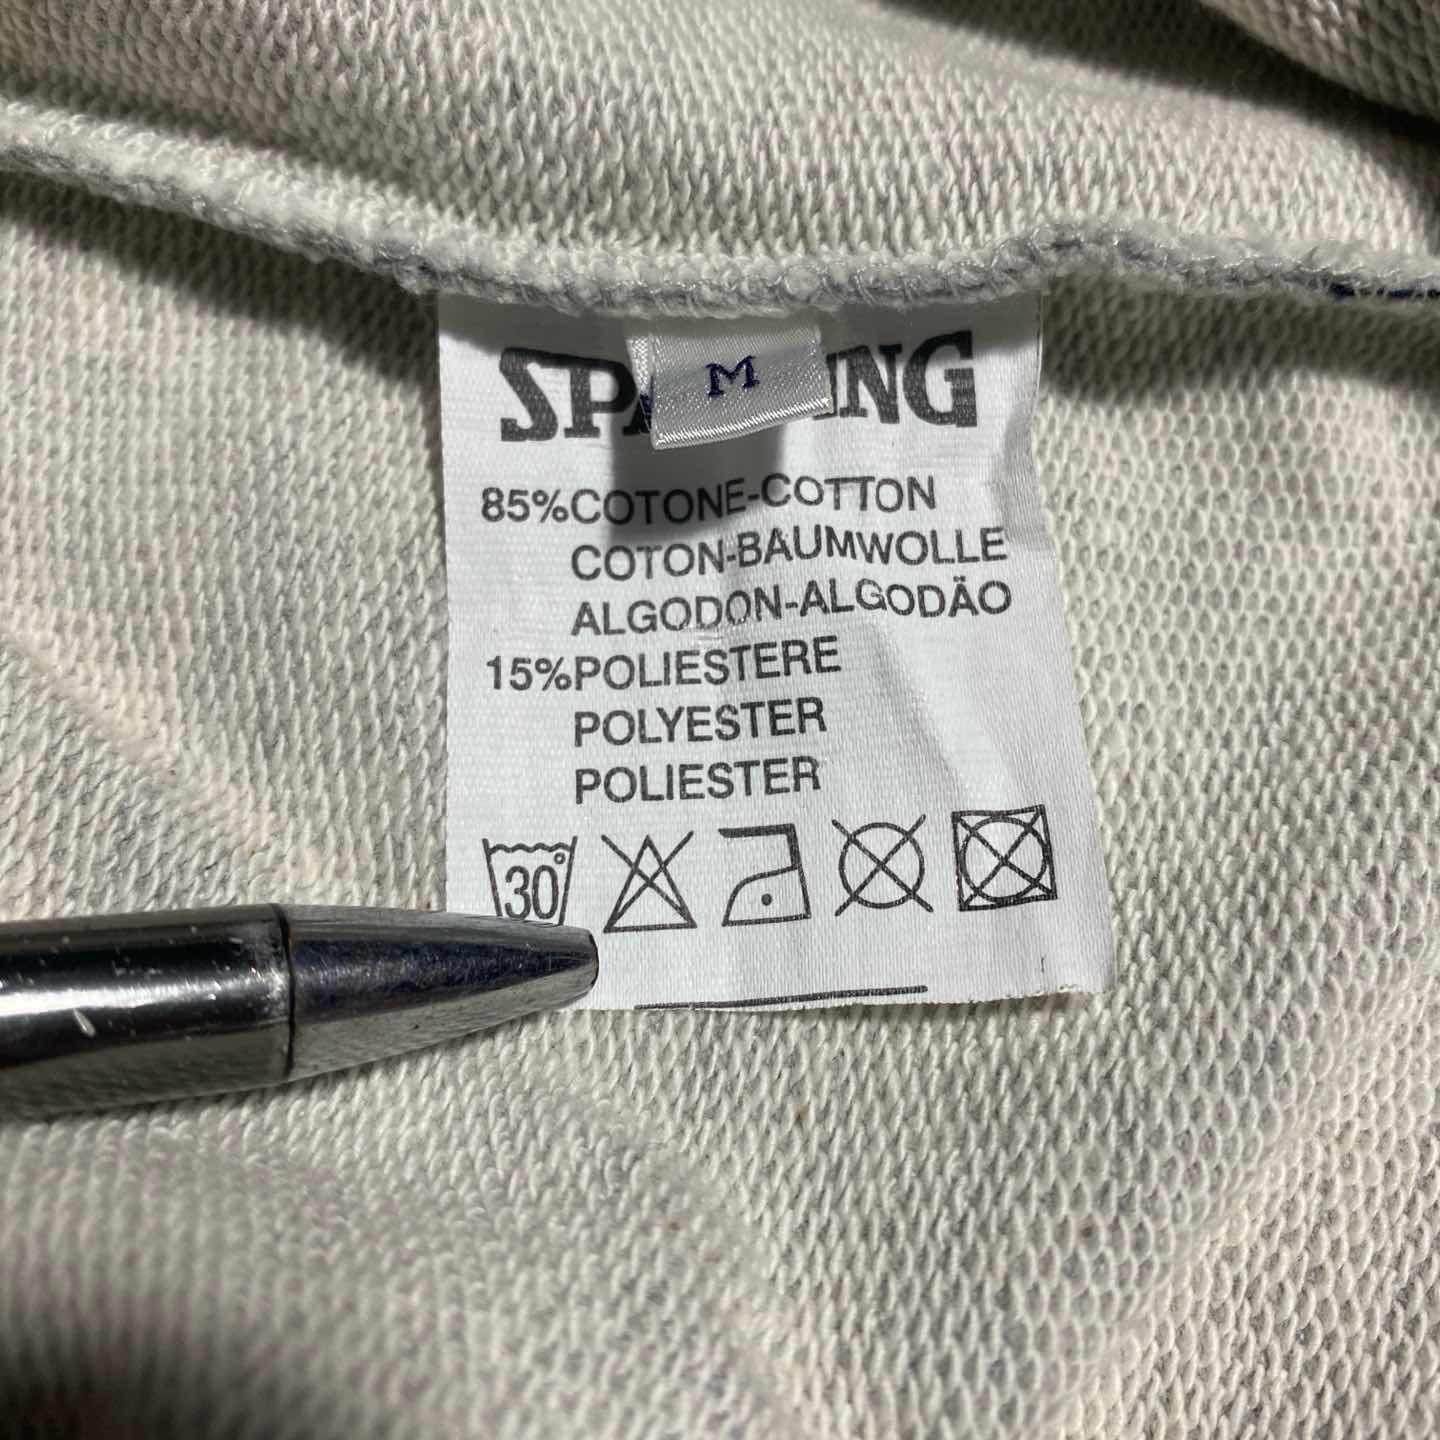 M
85%COTONE-COTTON
COTON-BAUMWOLLE
ALGODON-ALGODÃO
15%POLIESTERE
POLYESTER
POLIESTER
30°